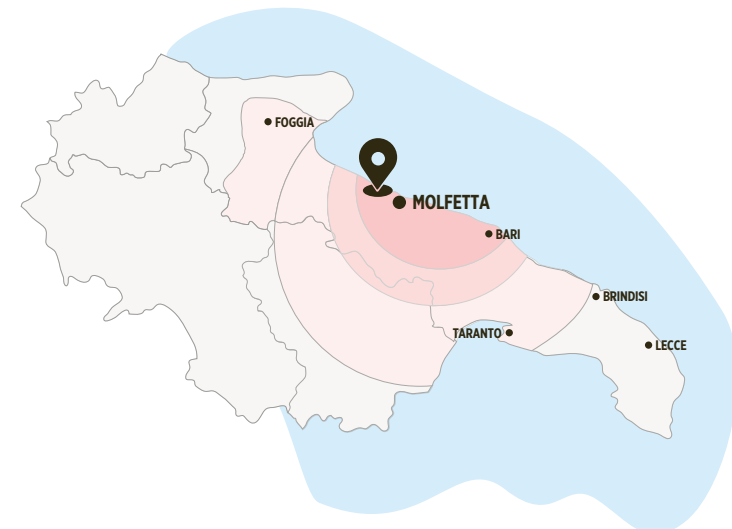 FOGGIA
MOLFETTA
BARI
BRINDISI
TARANTO
LECCE